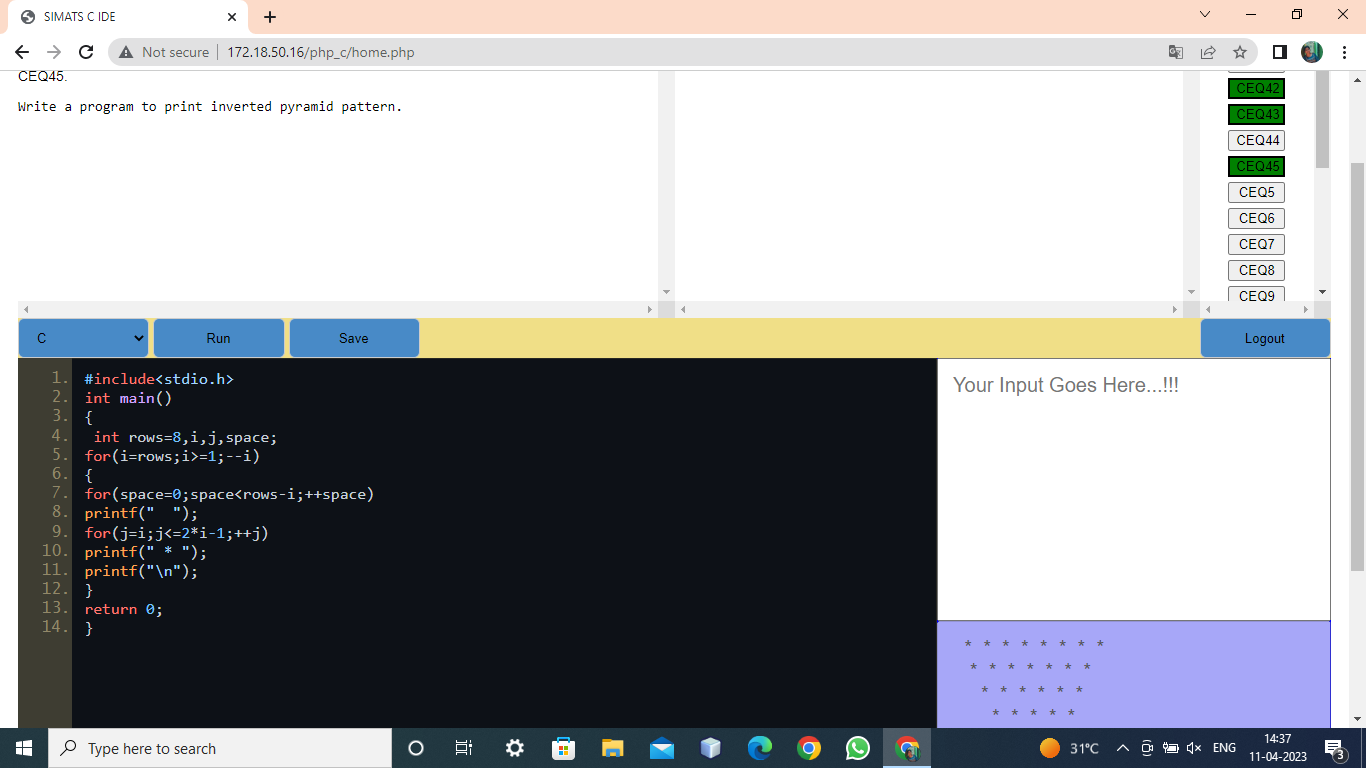 SIMATS C IDE
Not secure
172.18.50.16/php_c/home.php
CEQ45.
Write a program to print inverted pyramid pattern.
CEQ42
CEQ43
CEQ44
CEQ45
CEQ5
CEQ6
CEQ7
CEQ8
CEQ9
C
Run
Save
Logout
1. #include<stdio.h>
2. int main()
3. {
4.  int rows=8,i,j,space;
5. for(i=rows;i>=1;--i)
6. {
7. for(space=0;space<rows-i;++space)
8. printf("  ");
9. for(j=i;j<=2*i-1;++j)
10. printf(" * ");
11. printf("\n");
12. }
13. return 0;
14. }
Your Input Goes Here...!!!
* * * * * * * *
* * * * * * *
* * * * * *
* * * * *
Type here to search
31°C
ENG
14:37
11-04-2023
3